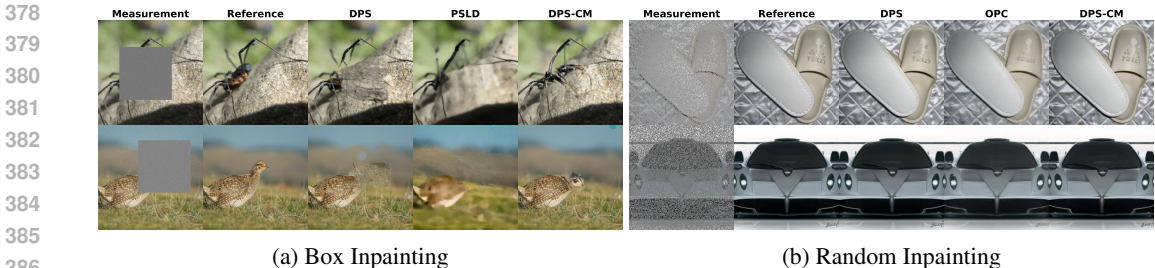 378
379
380
381
382
383
384
385
386
Measurement Reference DPS PSLD DPS-CM
Measurement Reference DPS OPC DPS-CM
(a) Box Inpainting
(b) Random Inpainting